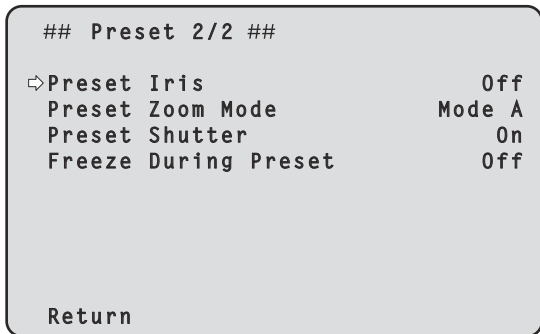 ## Preset 2/2 ##
⇨Preset Iris Off
Preset Zoom Mode Mode A
Preset Shutter On
Freeze During Preset Off
Return